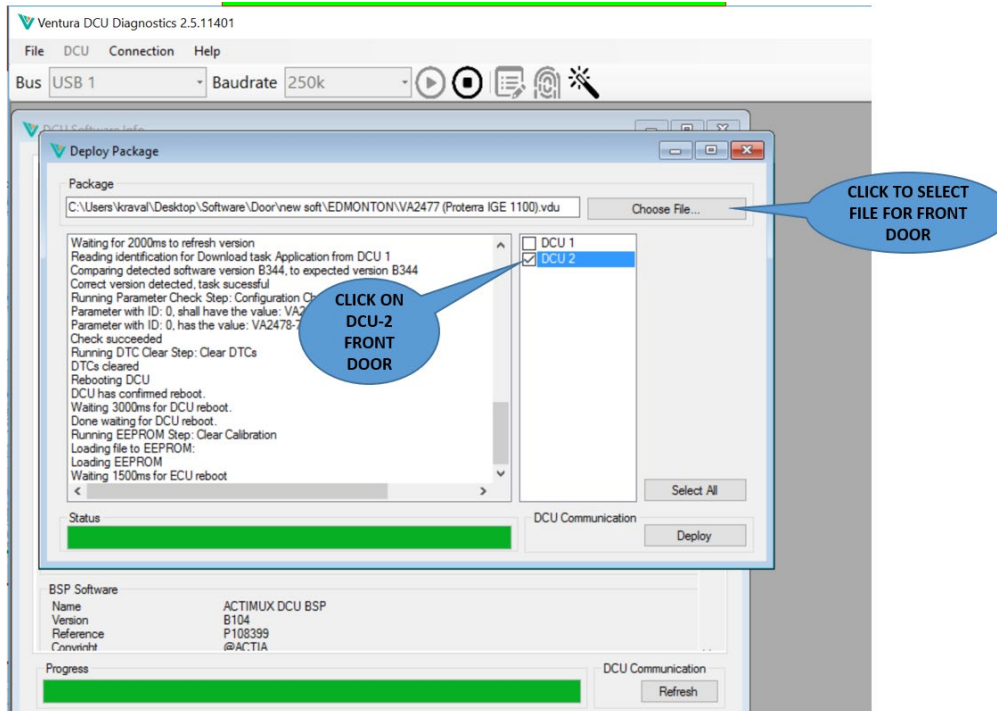 Ventura DCU Diagnostics 2.5.11401
File DCU Connection Help
Bus USB 1 Baudrate 250k
DCU Software Info
Deploy Package
Package
C:\Users\kraval\Desktop\Software\Door\new soft\EDMONTON\VA2477 (Proterra IGE 1100).vdu
Choose File...
CLICK TO SELECT
FILE FOR FRONT
DOOR
Waiting for 2000ms to refresh version
Reading identification for Download task Application from DCU 1
Comparing detected software version B344, to expected version B344
Correct version detected, task sucessful
Running Parameter Check Step: Configuration
Parameter with ID: 0, shall have the value:
Parameter with ID: 0, has the value: VA2478-
Check succeeded
Running DTC Clear Step: Clear DTCs
DTCs cleared
Rebooting DCU
DCU has confirmed reboot.
Waiting 3000ms for DCU reboot.
Done waiting for DCU reboot.
Running EEPROM Step: Clear Calibration
Loading file to EEPROM:
Loading EEPROM
Waiting 1500ms for ECU reboot
DCU 1
DCU 2
CLICK ON
DCU-2
FRONT
DOOR
Select All
Status
DCU Communication
Deploy
BSP Software
Name ACTIMUX DCU BSP
Version B104
Reference P108399
Copyright @ACTIA
Progress
DCU Communication
Refresh